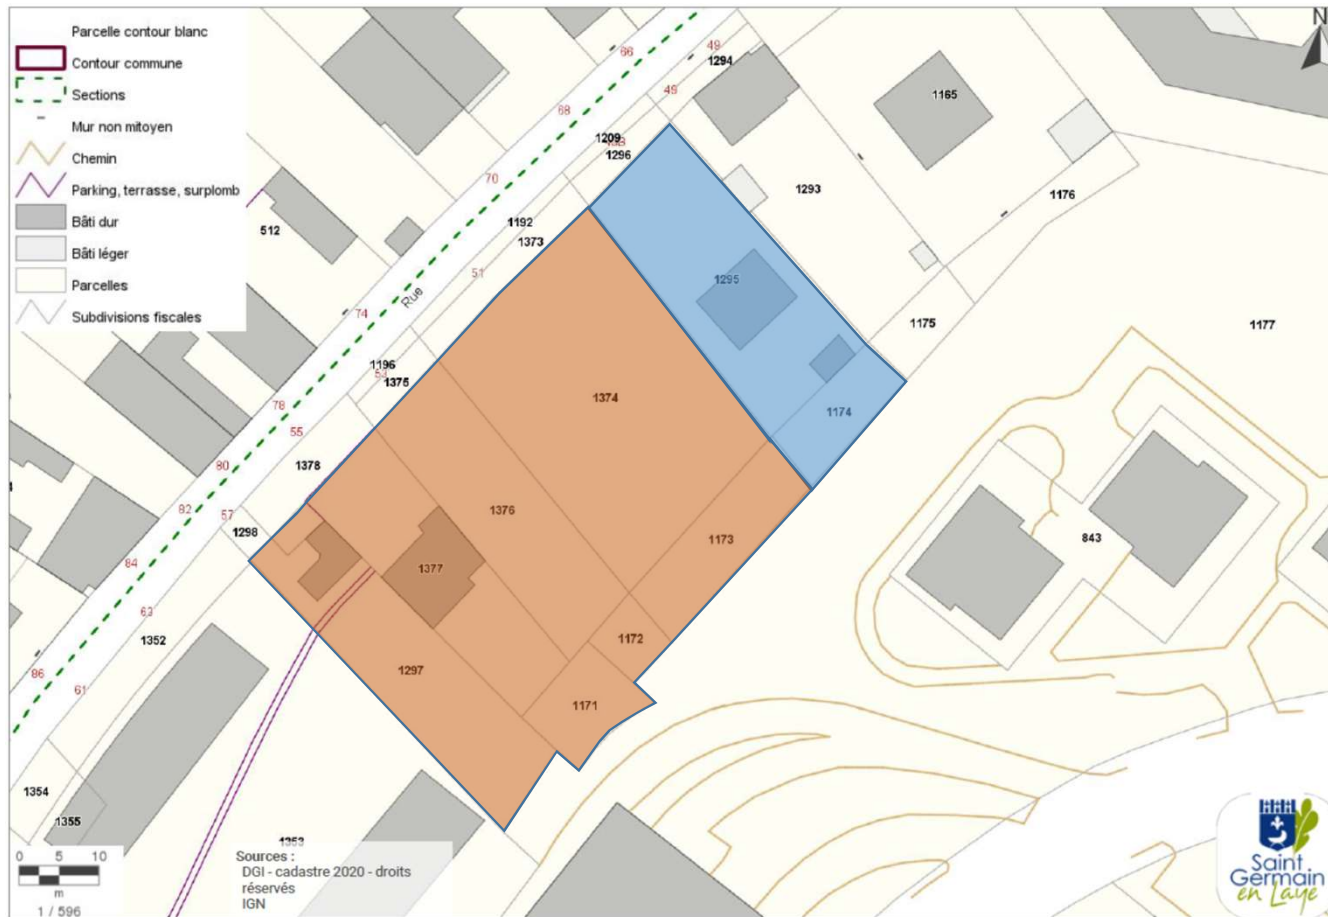 Parcelle contour blanc
Contour commune
Sections
Mur non mitoyen
Chemin
Parking, terrasse, surplomb
Bâti dur
Bâti léger
Parcelles
Subdivisions fiscales
N
66
49
1294
49
68
1165
1209
1296
70
1293
1176
512
1192
1373
51
1295
74
Rue
1175
1177
1196
1375
1374
1174
78
55
80
1378
82
57
1298
1376
1173
843
84
1377
63
1352
1172
86
61
1297
1171
1354
1355
1353
0 5 10
m
1 / 596
Sources :
DGI - cadastre 2020 - droits
réservés
IGN
Saint
Germain
en Laye